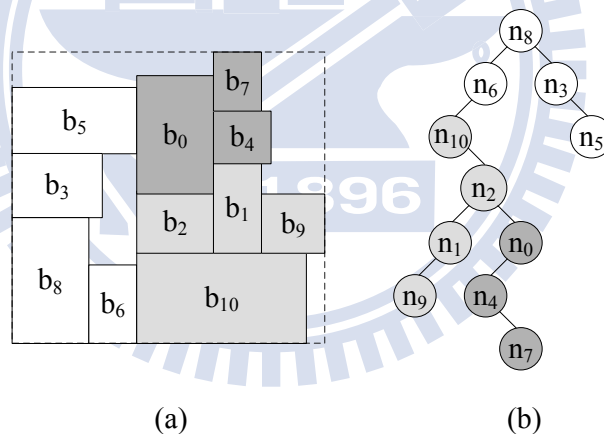 b₇
b₅
b₀
b₄
b₃
b₁
b₂
b₉
b₈
b₆
b₁₀
1896
(a)
n₈
n₆
n₃
n₁₀
n₅
n₂
n₁
n₀
n₉
n₄
n₇
(b)